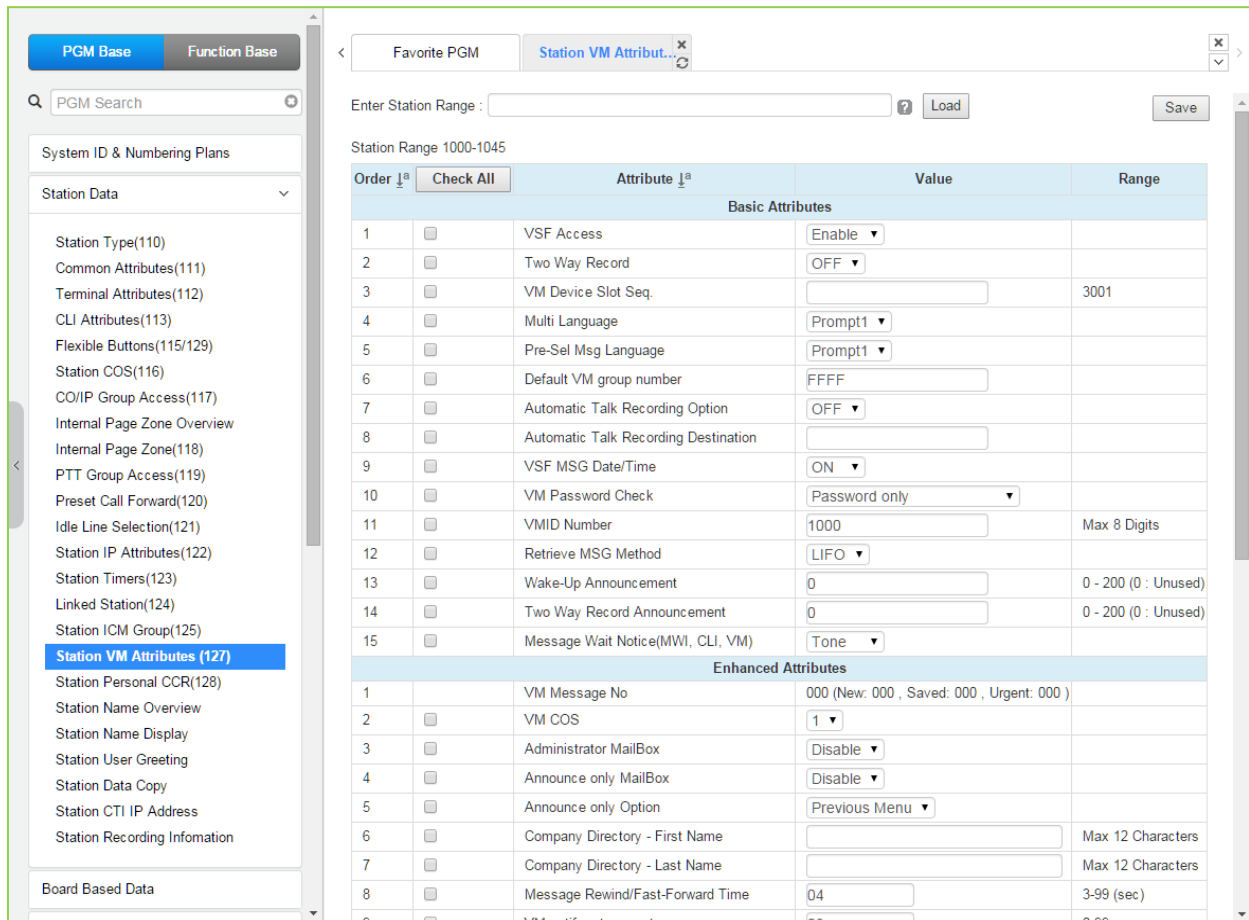 PGM Base
Function Base
PGM Search
System ID & Numbering Plans
Station Data
Station Type(110)
Common Attributes(111)
Terminal Attributes(112)
CLI Attributes(113)
Flexible Buttons(115/129)
Station COS(116)
CO/IP Group Access(117)
Internal Page Zone Overview
Internal Page Zone(118)
PTT Group Access(119)
Preset Call Forward(120)
Idle Line Selection(121)
Station IP Attributes(122)
Station Timers(123)
Linked Station(124)
Station ICM Group(125)
Station VM Attributes (127)
Station Personal CCR(128)
Station Name Overview
Station Name Display
Station User Greeting
Station Data Copy
Station CTI IP Address
Station Recording Infomation
Board Based Data
Favorite PGM
Station VM Attribut...
Enter Station Range :
Load
Save
Station Range 1000-1045
Order Check All Attribute Value Range
Basic Attributes
1 VSF Access Enable
2 Two Way Record OFF
3 VM Device Slot Seq. 3001
4 Multi Language Prompt1
5 Pre-Sel Msg Language Prompt1
6 Default VM group number FFFF
7 Automatic Talk Recording Option OFF
8 Automatic Talk Recording Destination
9 VSF MSG Date/Time ON
10 VM Password Check Password only
11 VMID Number 1000 Max 8 Digits
12 Retrieve MSG Method LIFO
13 Wake-Up Announcement 0 0 - 200 (0 : Unused)
14 Two Way Record Announcement 0 0 - 200 (0 : Unused)
15 Message Wait Notice(MWI, CLI, VM) Tone
Enhanced Attributes
1 VM Message No 000 (New: 000 , Saved: 000 , Urgent: 000 )
2 VM COS 1
3 Administrator MailBox Disable
4 Announce only MailBox Disable
5 Announce only Option Previous Menu
6 Company Directory - First Name Max 12 Characters
7 Company Directory - Last Name Max 12 Characters
8 Message Rewind/Fast-Forward Time 04 3-99 (sec)